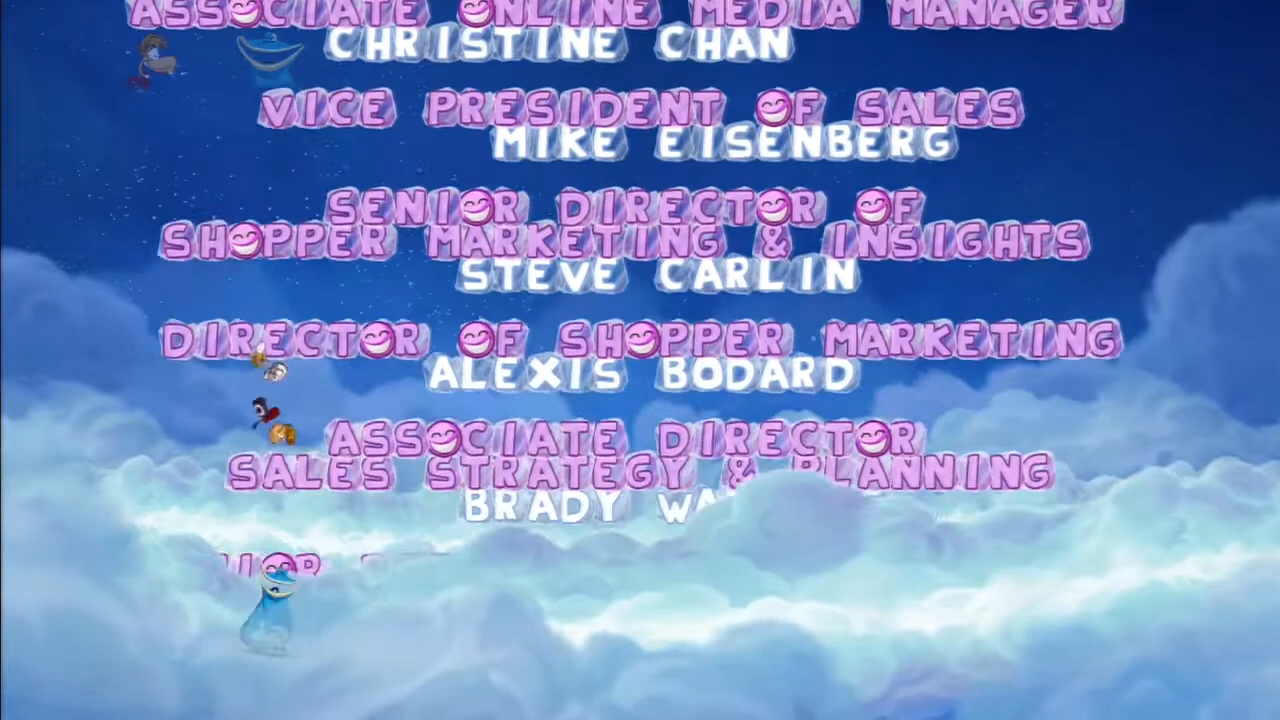 ASSOCIATE ONLINE MEDIA MANAGER
CHRISTINE CHAN
VICE PRESIDENT OF SALES
MIKE EISENBERG
SENIOR DIRECTOR OF
SHOPPER MARKETING & INSIGHTS
STEVE CARLIN
DIRECTOR OF SHOPPER MARKETING
ALEXIS BODARD
ASSOCIATE DIRECTOR
SALES STRATEGY & PLANNING
BRADY